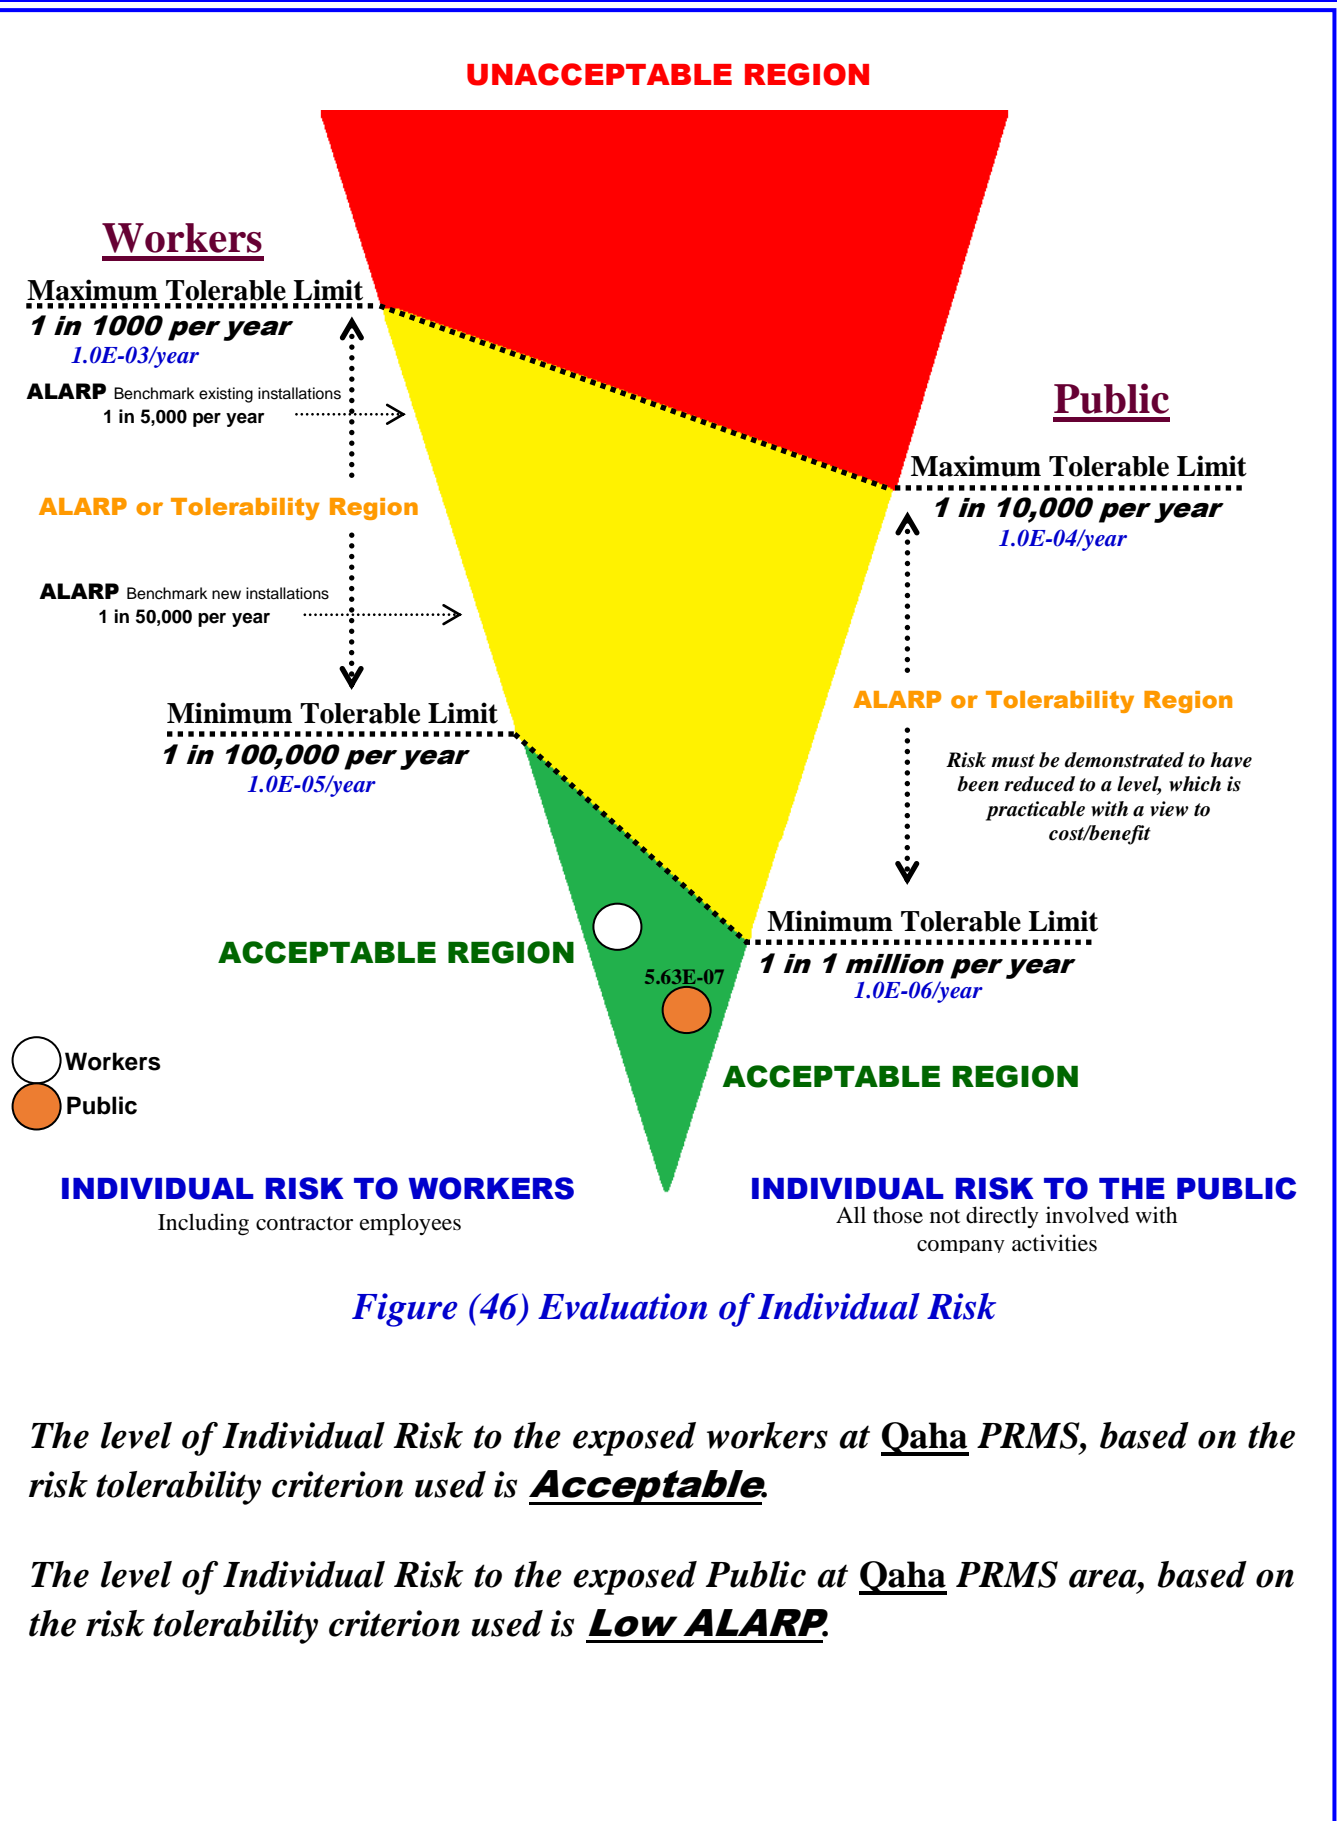 UNACCEPTABLE REGION
Workers
Maximum Tolerable Limit
1 in 1000 per year
1.0E-03/year
ALARP Benchmark existing installations
1 in 5,000 per year
Public
Maximum Tolerable Limit
1 in 10,000 per year
1.0E-04/year
ALARP or Tolerability Region
ALARP Benchmark new installations
1 in 50,000 per year
Minimum Tolerable Limit
1 in 100,000 per year
1.0E-05/year
ALARP or Tolerability Region
Risk must be demonstrated to have
been reduced to a level, which is
practicable with a view to
cost/benefit
Minimum Tolerable Limit
1 in 1 million per year
1.0E-06/year
ACCEPTABLE REGION
5.63E-07
Workers
Public
ACCEPTABLE REGION
INDIVIDUAL RISK TO WORKERS
Including contractor employees
INDIVIDUAL RISK TO THE PUBLIC
All those not directly involved with
company activities
Figure (46) Evaluation of Individual Risk
The level of Individual Risk to the exposed workers at Qaha PRMS, based on the
risk tolerability criterion used is Acceptable.
The level of Individual Risk to the exposed Public at Qaha PRMS area, based on
the risk tolerability criterion used is Low ALARP.